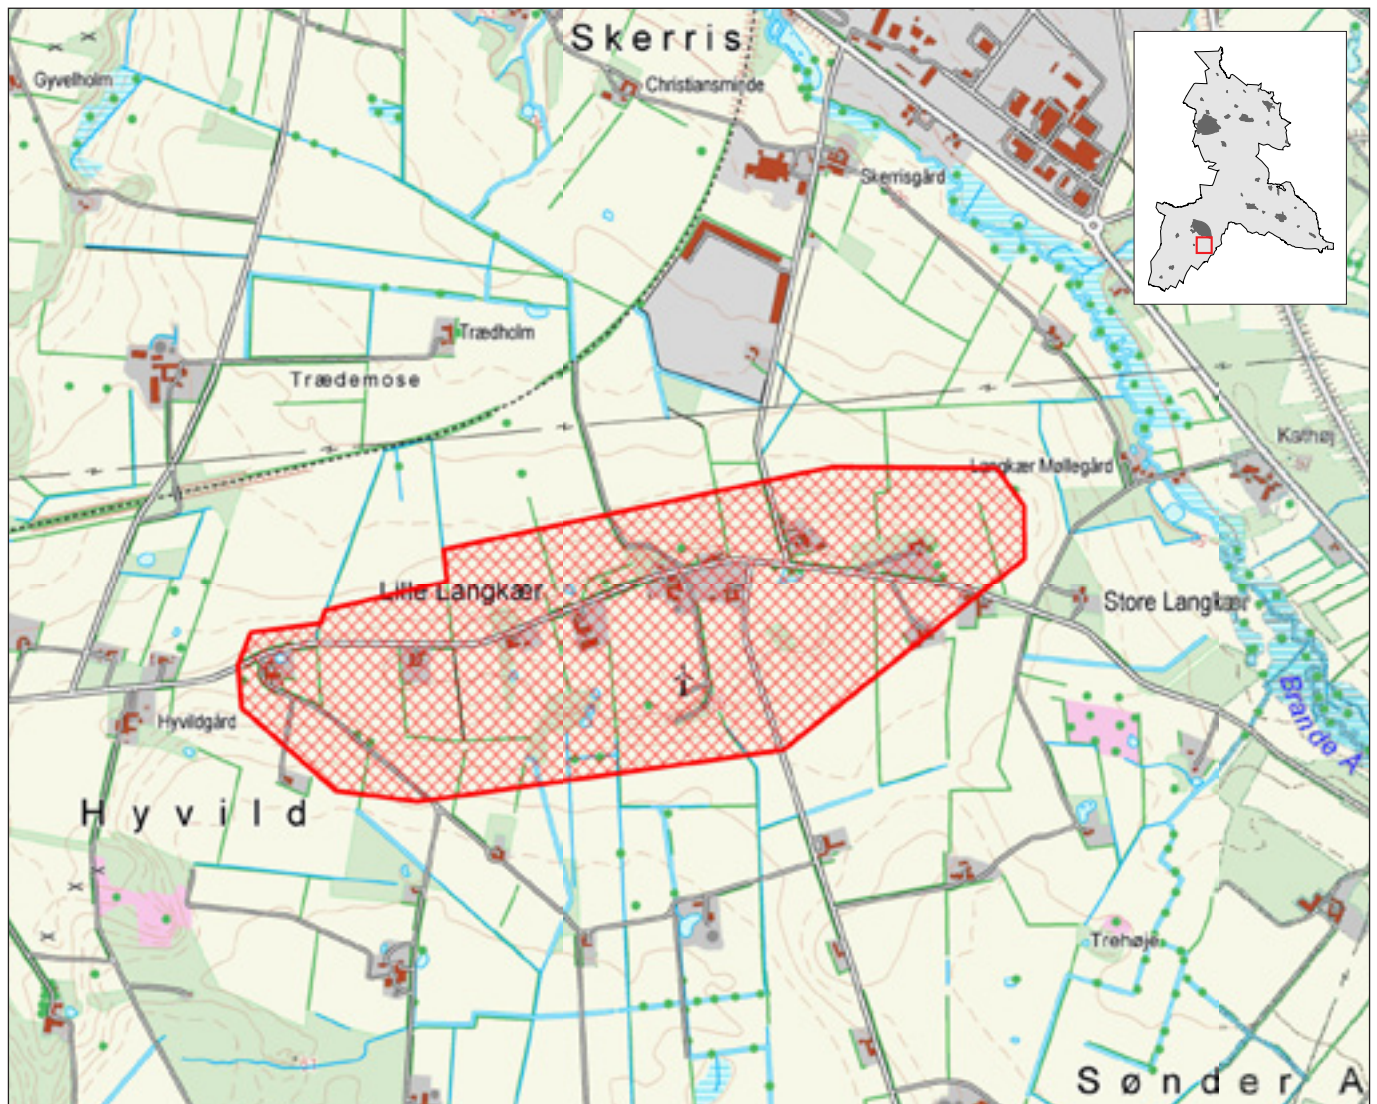 Skerris
Gyvelholm
Christiansminde
Skerrisgård
Trædholm
Trædemose
Kathøj
Langkær Møllegård
Lille Langkær
Store Langkær
Brande Å
Hyvildgård
Hyvild
Trehøje
Sønder A